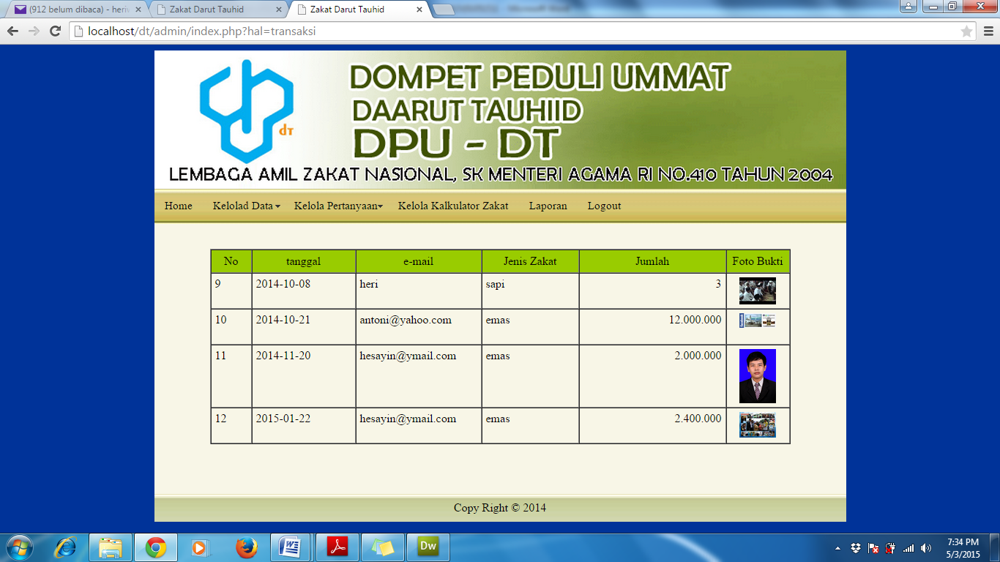 (912 belum dibaca) - heriw
Zakat Darut Tauhid
Zakat Darut Tauhid
localhost/dt/admin/index.php?hal=transaksi
DOMPET PEDULI UMMAT
DAARUT TAUHIID
DPU - DT
dt
LEMBAGA AMIL ZAKAT NASIONAL, SK MENTERI AGAMA RI NO.410 TAHUN 2004
Home Kelolad Data Kelola Pertanyaan Kelola Kalkulator Zakat Laporan Logout
No tanggal e-mail Jenis Zakat Jumlah Foto Bukti
9 2014-10-08 heri sapi 3
10 2014-10-21 antoni@yahoo.com emas 12.000.000
11 2014-11-20 hesayin@ymail.com emas 2.000.000
12 2015-01-22 hesayin@ymail.com emas 2.400.000
Copy Right © 2014
Dw
7:34 PM
5/3/2015